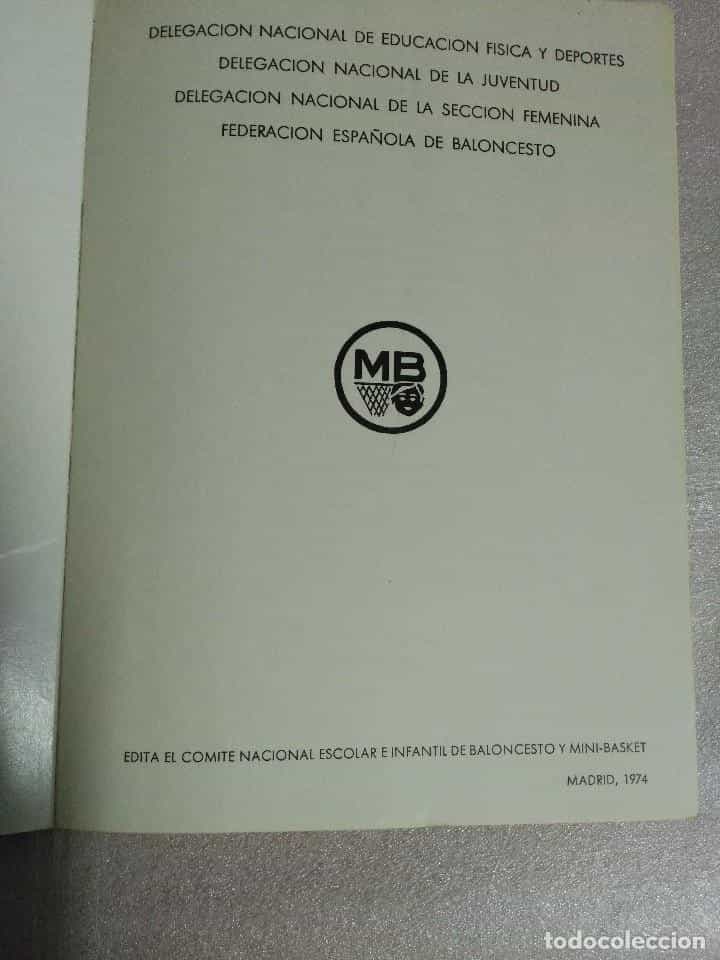 DELEGACION NACIONAL DE EDUCACION FISICA Y DEPORTES
DELEGACION NACIONAL DE LA JUVENTUD
DELEGACION NACIONAL DE LA SECCION FEMENINA
FEDERACION ESPAÑOLA DE BALONCESTO
MB
EDITA EL COMITE NACIONAL ESCOLAR E INFANTIL DE BALONCESTO Y MINI-BASKET
MADRID, 1974
todocoleccion